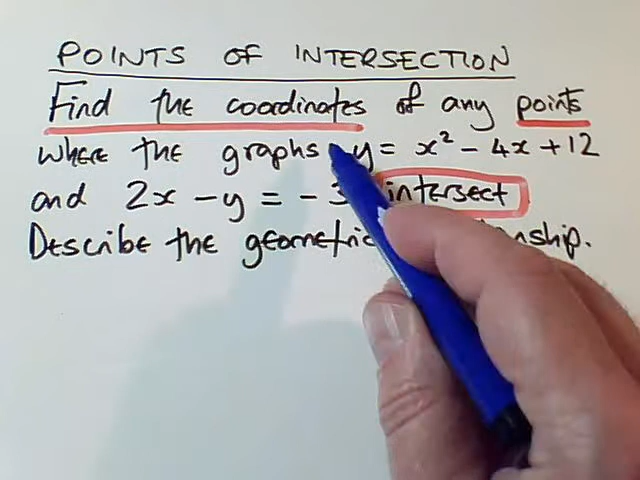 POINTS OF INTERSECTION
Find the coordinates of any points
where the graphs y = x² - 4x + 12
and 2x - y = - 3 intersect
Describe the